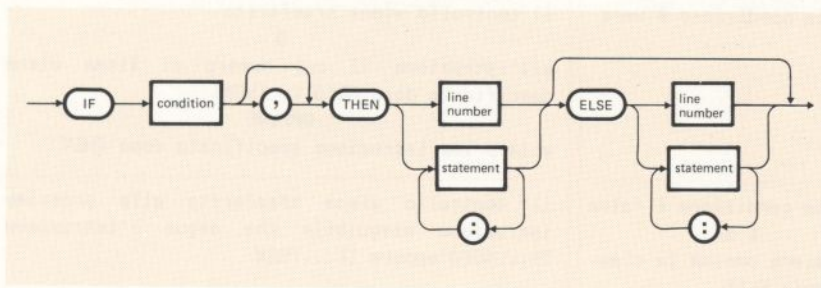 IF condition , THEN line number ELSE line number
statement statement
: :